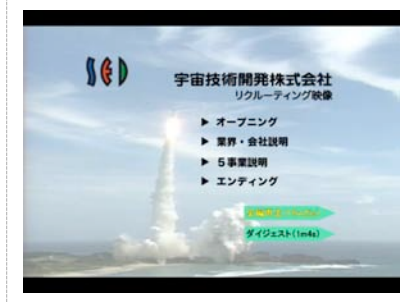 SED
宇宙技術開発株式会社
リクルーティング映像
▶ オープニング
▶ 業界・会社説明
▶ 5事業説明
▶ エンディング
ダイジェスト(1m4s)